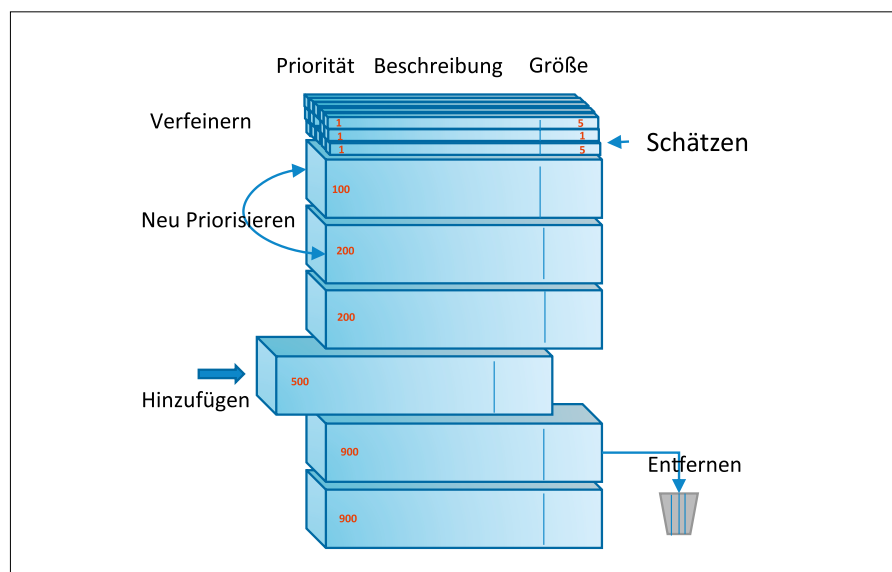 Priorität Beschreibung Größe
Verfeinern
1 5
1 1
1 5
Schätzen
100
Neu Priorisieren
200
200
500
Hinzufügen
900
Entfernen
900